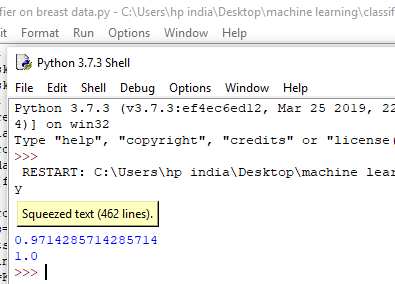 ifier on breast data.py - C:\Users\hp india\Desktop\machine learning\classif
it Format Run Options Window Help
Python 3.7.3 Shell
File Edit Shell Debug Options Window Help
Python 3.7.3 (v3.7.3:ef4ec6ed12, Mar 25 2019, 22
4)] on win32
Type "help", "copyright", "credits" or "license(
>>>
RESTART: C:\Users\hp india\Desktop\machine lear
y
Squeezed text (462 lines).
0.9714285714285714
1.0
>>>